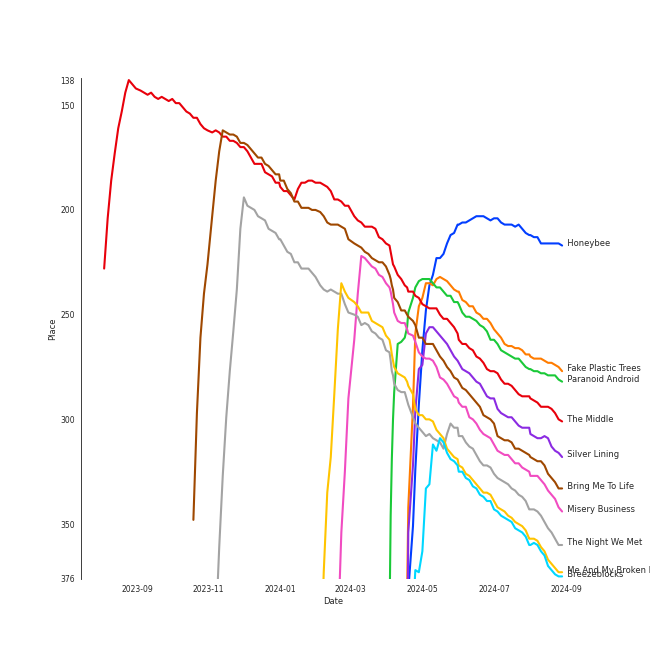 138
150
200
250
300
350
376
Place
2023-09
2023-11
2024-01
2024-03
2024-05
2024-07
2024-09
Date
Honeybee
Fake Plastic Trees
Paranoid Android
The Middle
Silver Lining
Bring Me To Life
Misery Business
The Night We Met
Me And My Broken
Breezeblocks